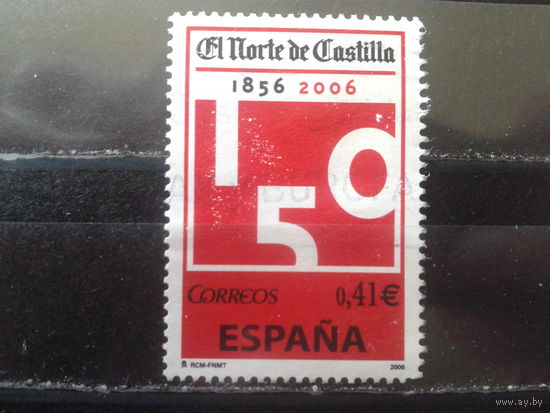 El Norte de Castilla
1856 2006
150
CORREOS 0,41€
ESPAÑA
RCM-FNMT 2006
www.ay.by